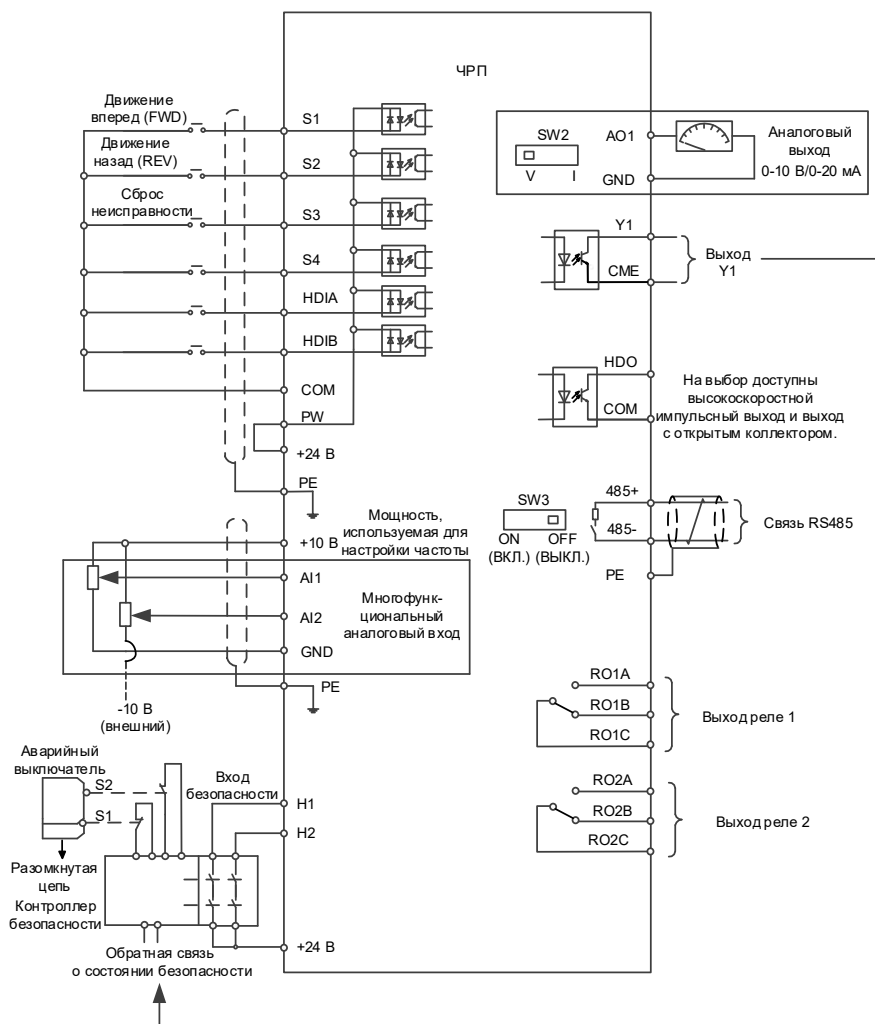 ЧРП
Движение
вперед (FWD)
S1
Движение
назад (REV)
S2
Сброс
неисправности
S3
S4
HDIA
HDIB
COM
PW
+24 В
PE
SW2
V I
AO1
GND
Аналоговый
выход
0-10 В/0-20 мА
Y1
CME
Выход
Y1
HDO
COM
На выбор доступны
высокоскоростной
импульсный выход и выход
с открытым коллектором.
SW3
ON OFF
(ВКЛ.) (ВЫКЛ.)
485+
485-
PE
Связь RS485
Мощность,
используемая для
настройки частоты
+10 В
AI1
AI2
GND
Многофунк-
циональный
аналоговый вход
PE
-10 В
(внешний)
RO1A
RO1B
RO1C
Выход реле 1
RO2A
RO2B
RO2C
Выход реле 2
Аварийный
выключатель
S2
S1
Вход
безопасности
H1
H2
Разомкнутая
цепь
Контроллер
безопасности
+24 В
Обратная связь
о состоянии безопасности